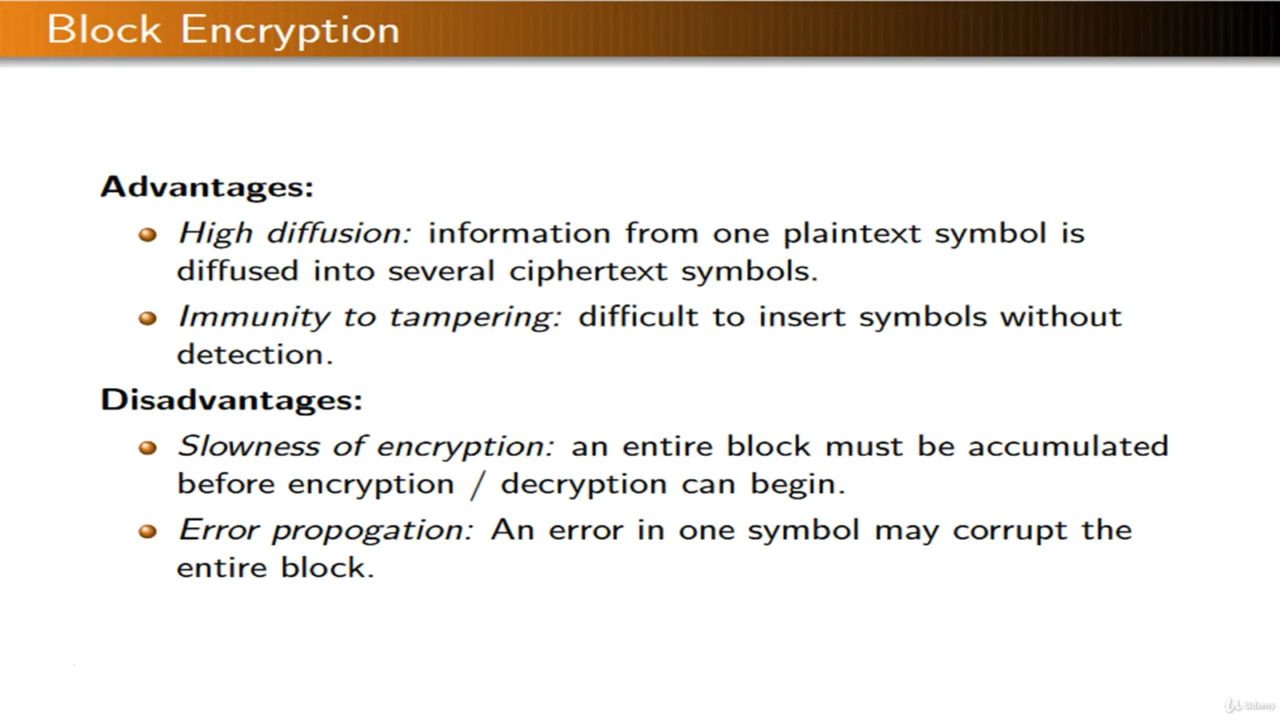 Block Encryption
Advantages:
High diffusion: information from one plaintext symbol is
diffused into several ciphertext symbols.
Immunity to tampering: difficult to insert symbols without
detection.
Disadvantages:
Slowness of encryption: an entire block must be accumulated
before encryption / decryption can begin.
Error propogation: An error in one symbol may corrupt the
entire block.
Udemy